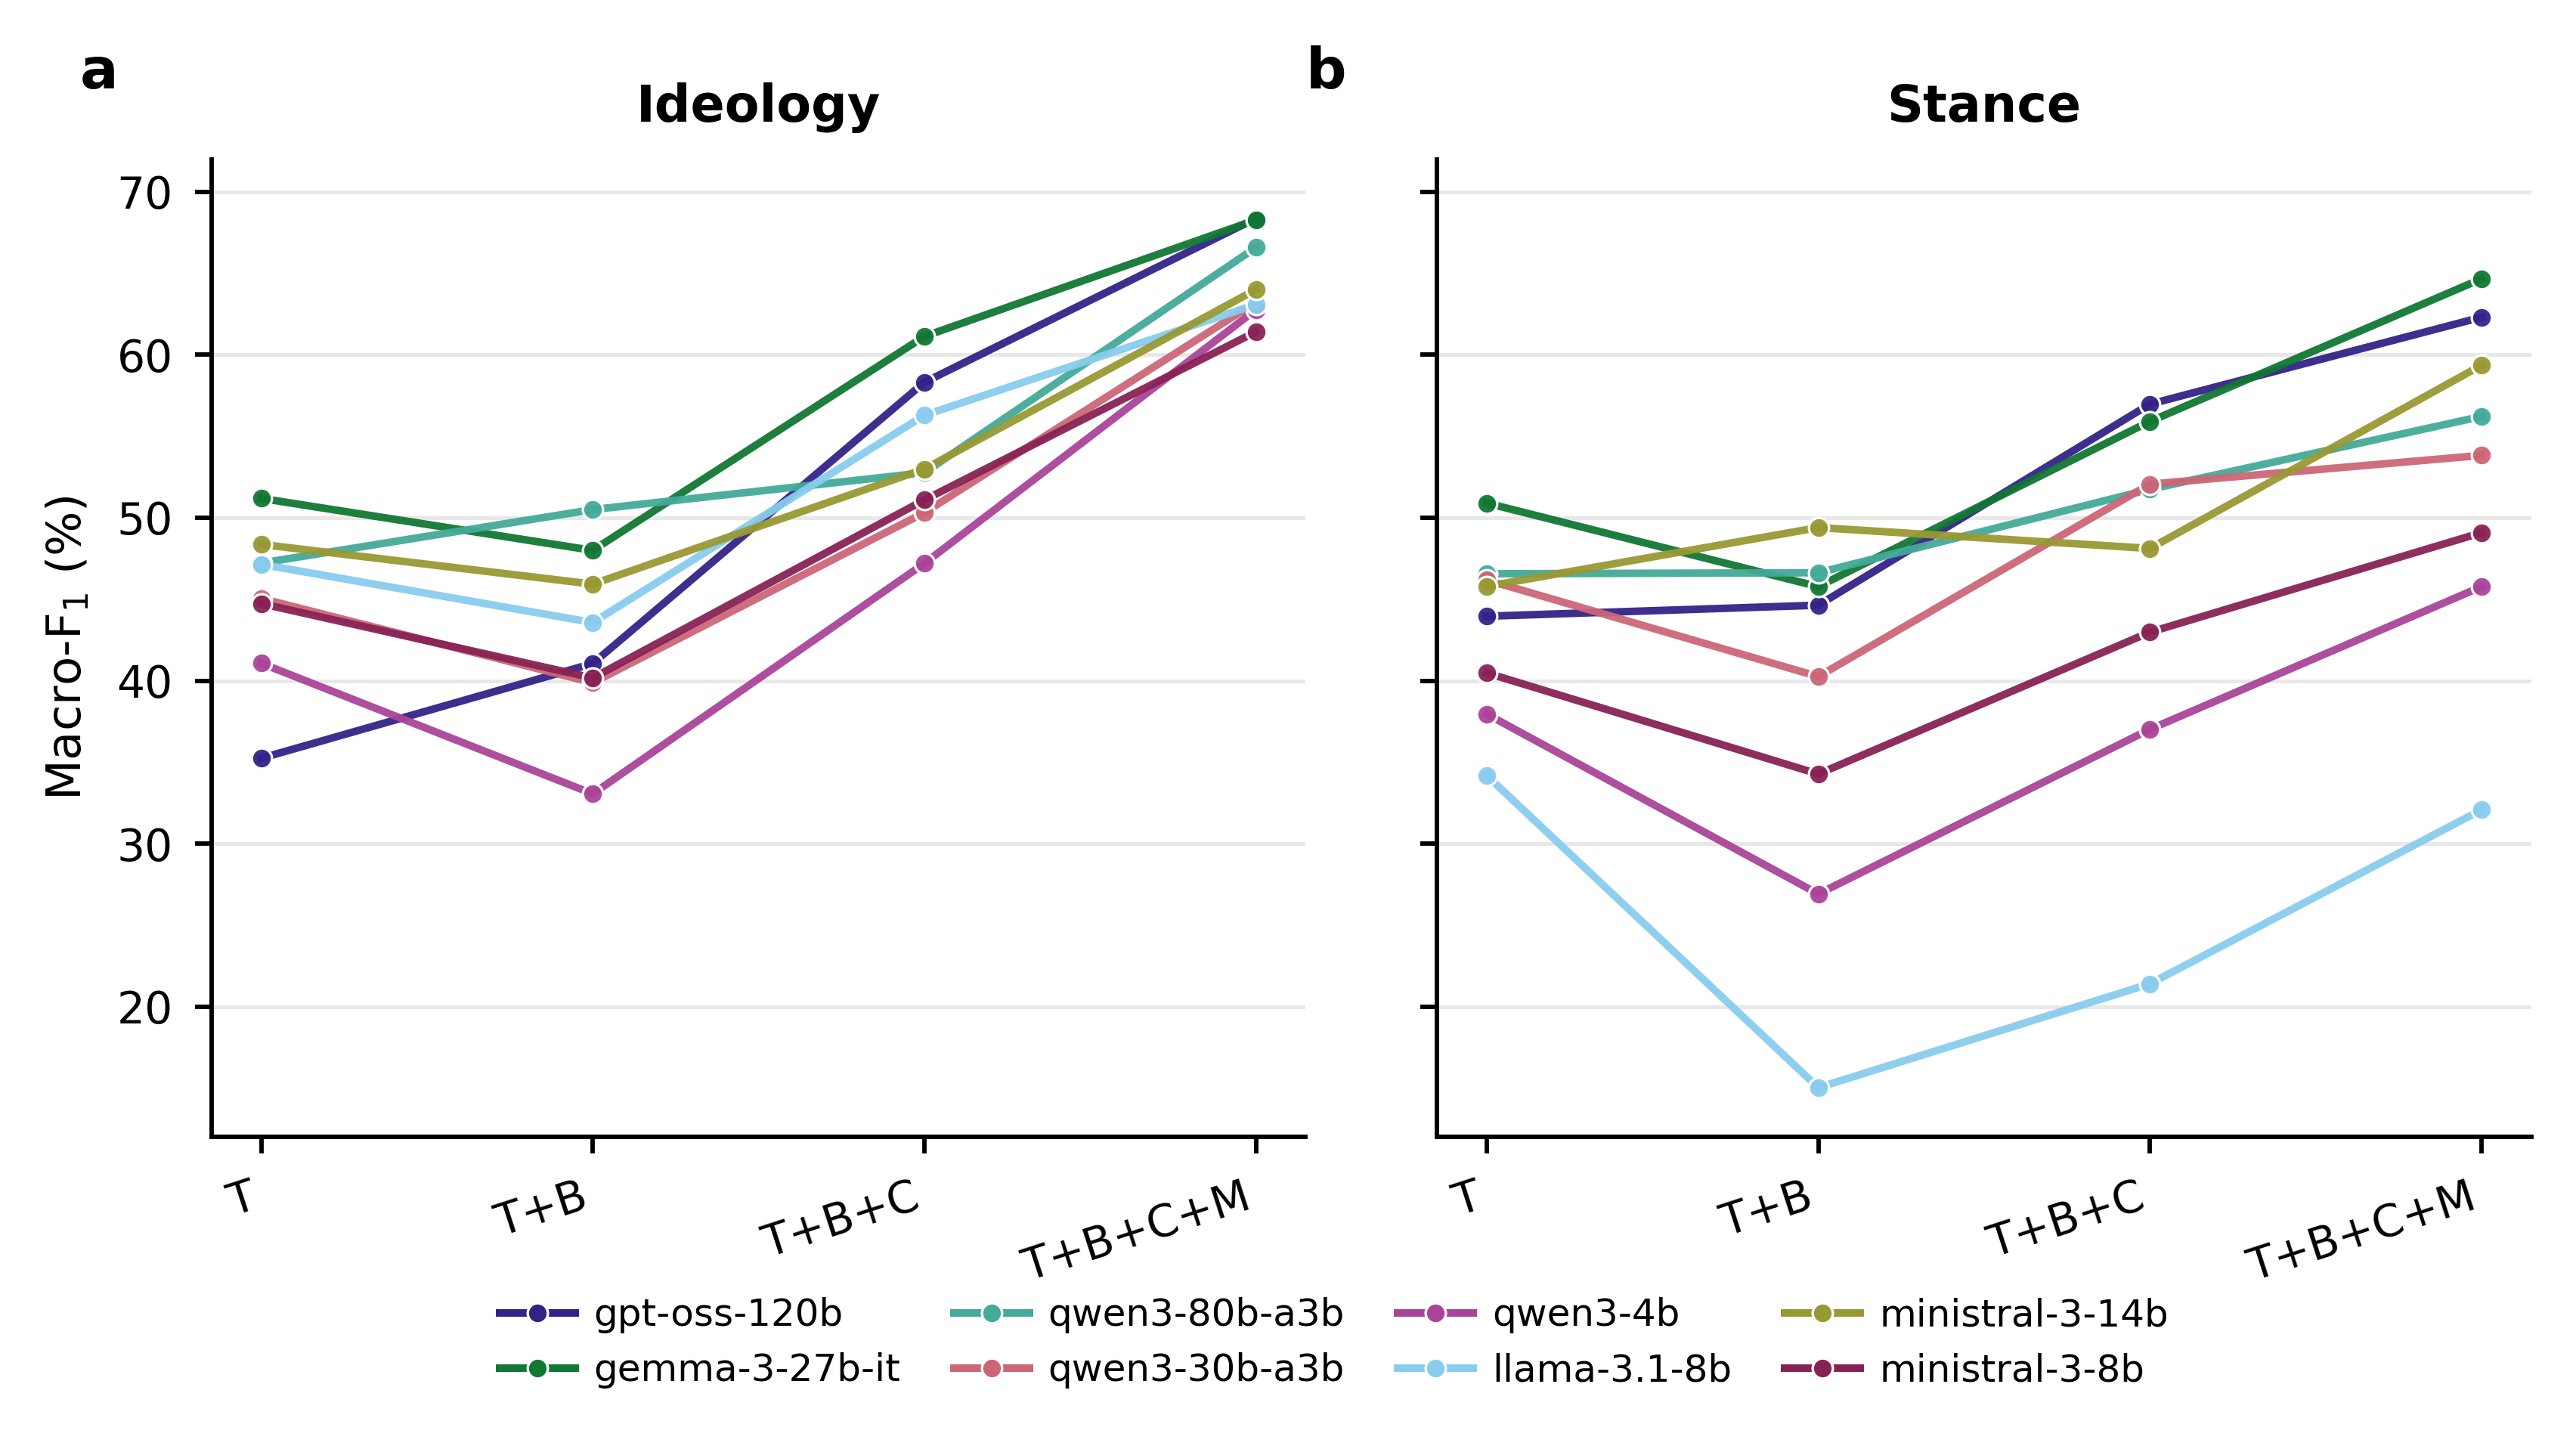 a
b
Ideology
Stance
Macro-F₁ (%)
70
60
50
40
30
20
T
T+B
T+B+C
T+B+C+M
T
T+B
T+B+C
T+B+C+M
gpt-oss-120b
qwen3-80b-a3b
qwen3-4b
ministral-3-14b
gemma-3-27b-it
qwen3-30b-a3b
llama-3.1-8b
ministral-3-8b